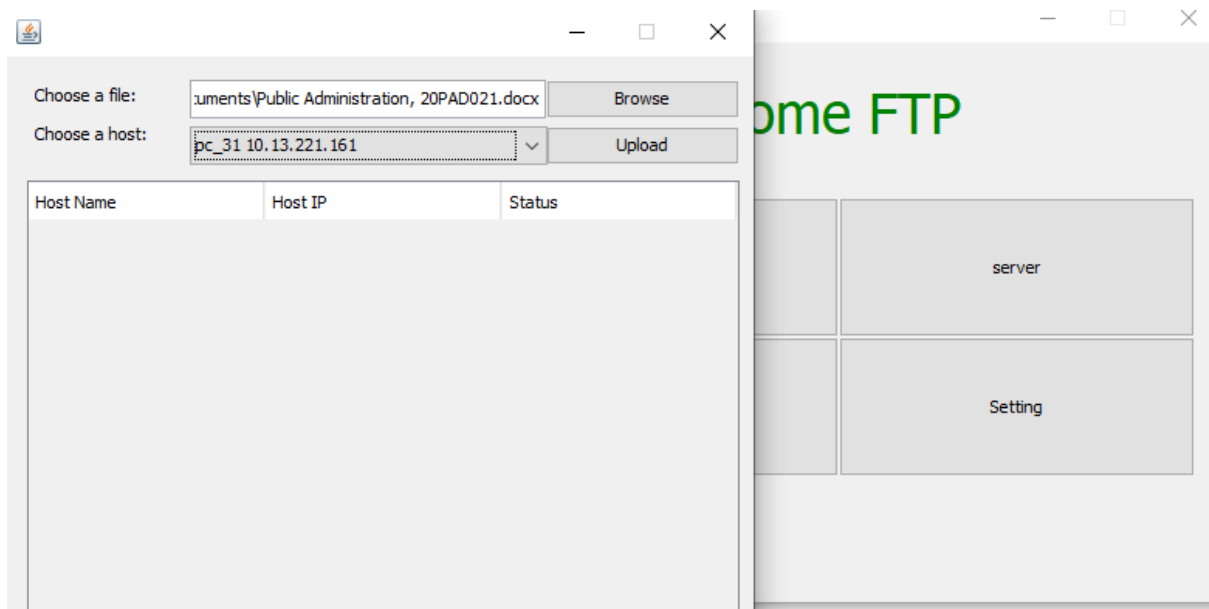 Choose a file:
:uments\Public Administration, 20PAD021.docx
Browse
Choose a host:
pc_31 10.13.221.161
Upload
Host Name
Host IP
Status
ome FTP
server
Setting